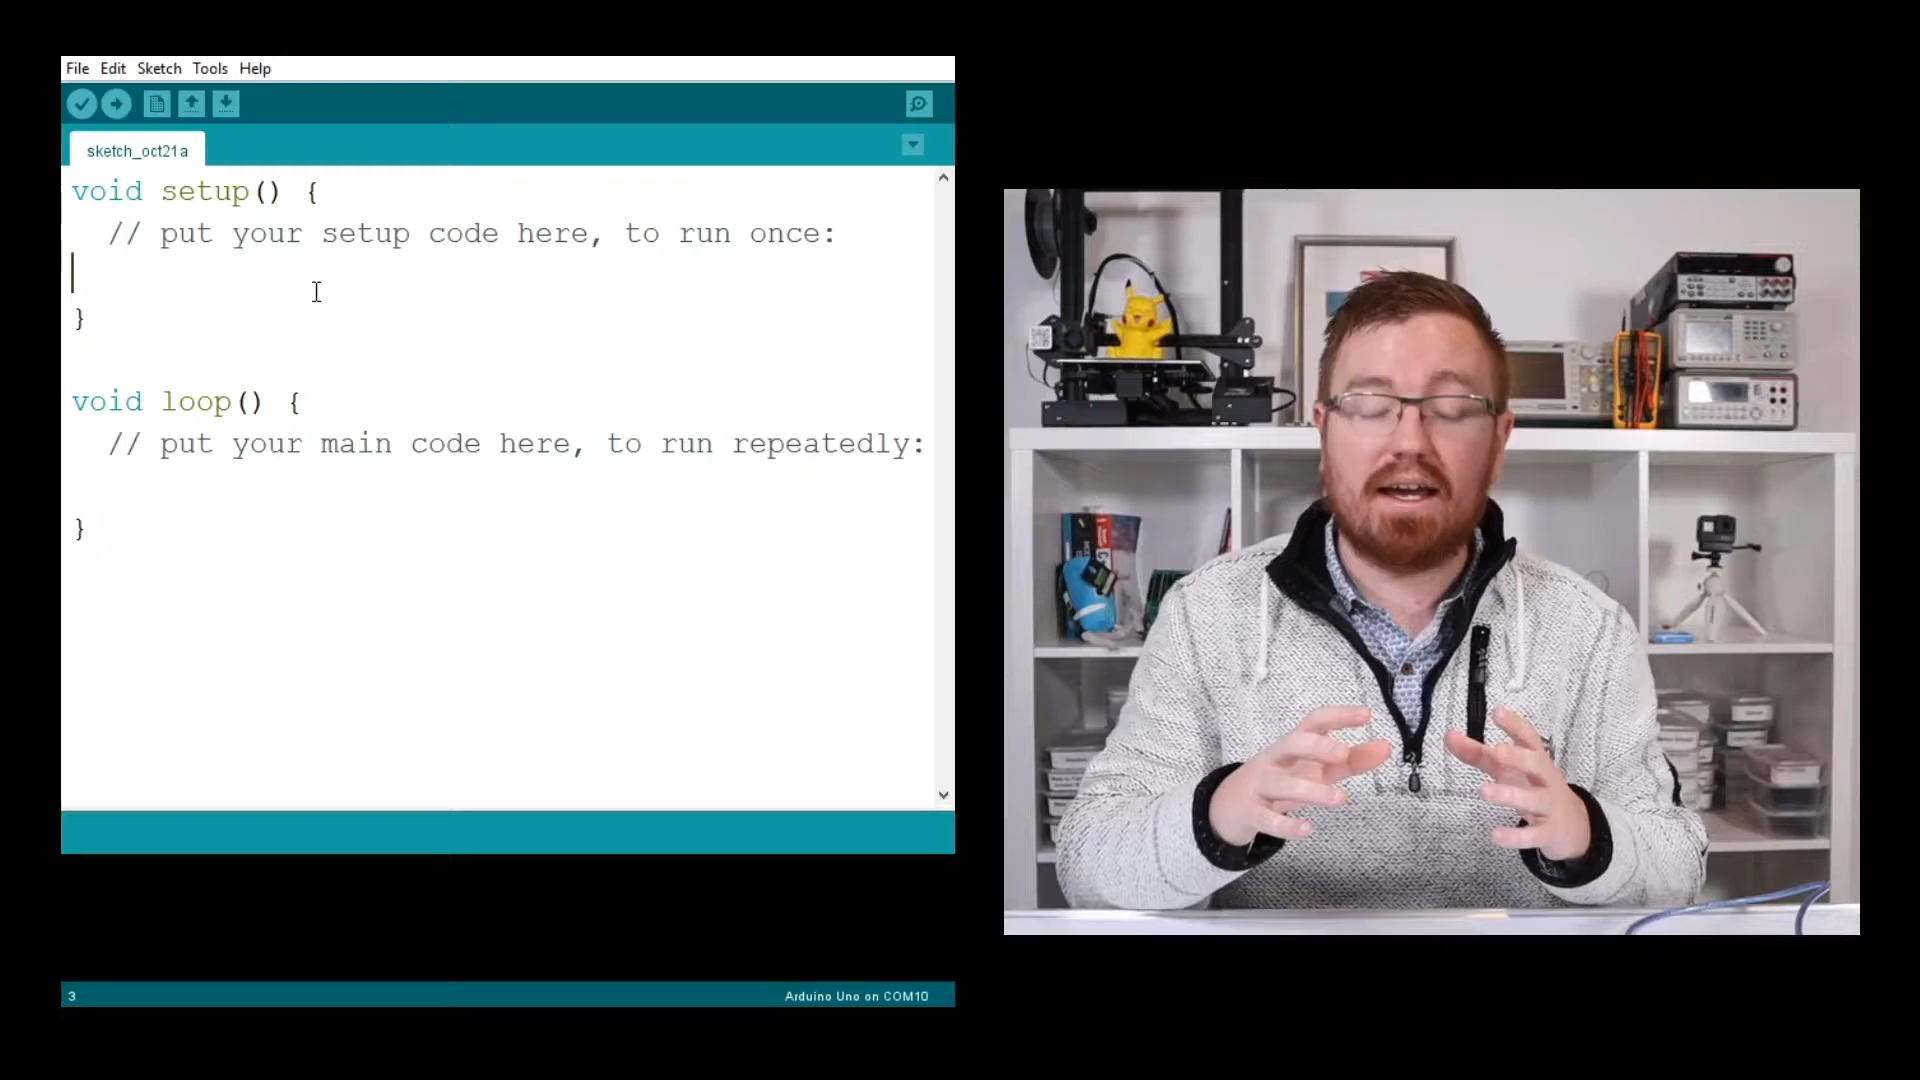 File Edit Sketch Tools Help
sketch_oct21a
void setup() {
// put your setup code here, to run once:
}
void loop() {
// put your main code here, to run repeatedly:
}
3
Arduino Uno on COM10